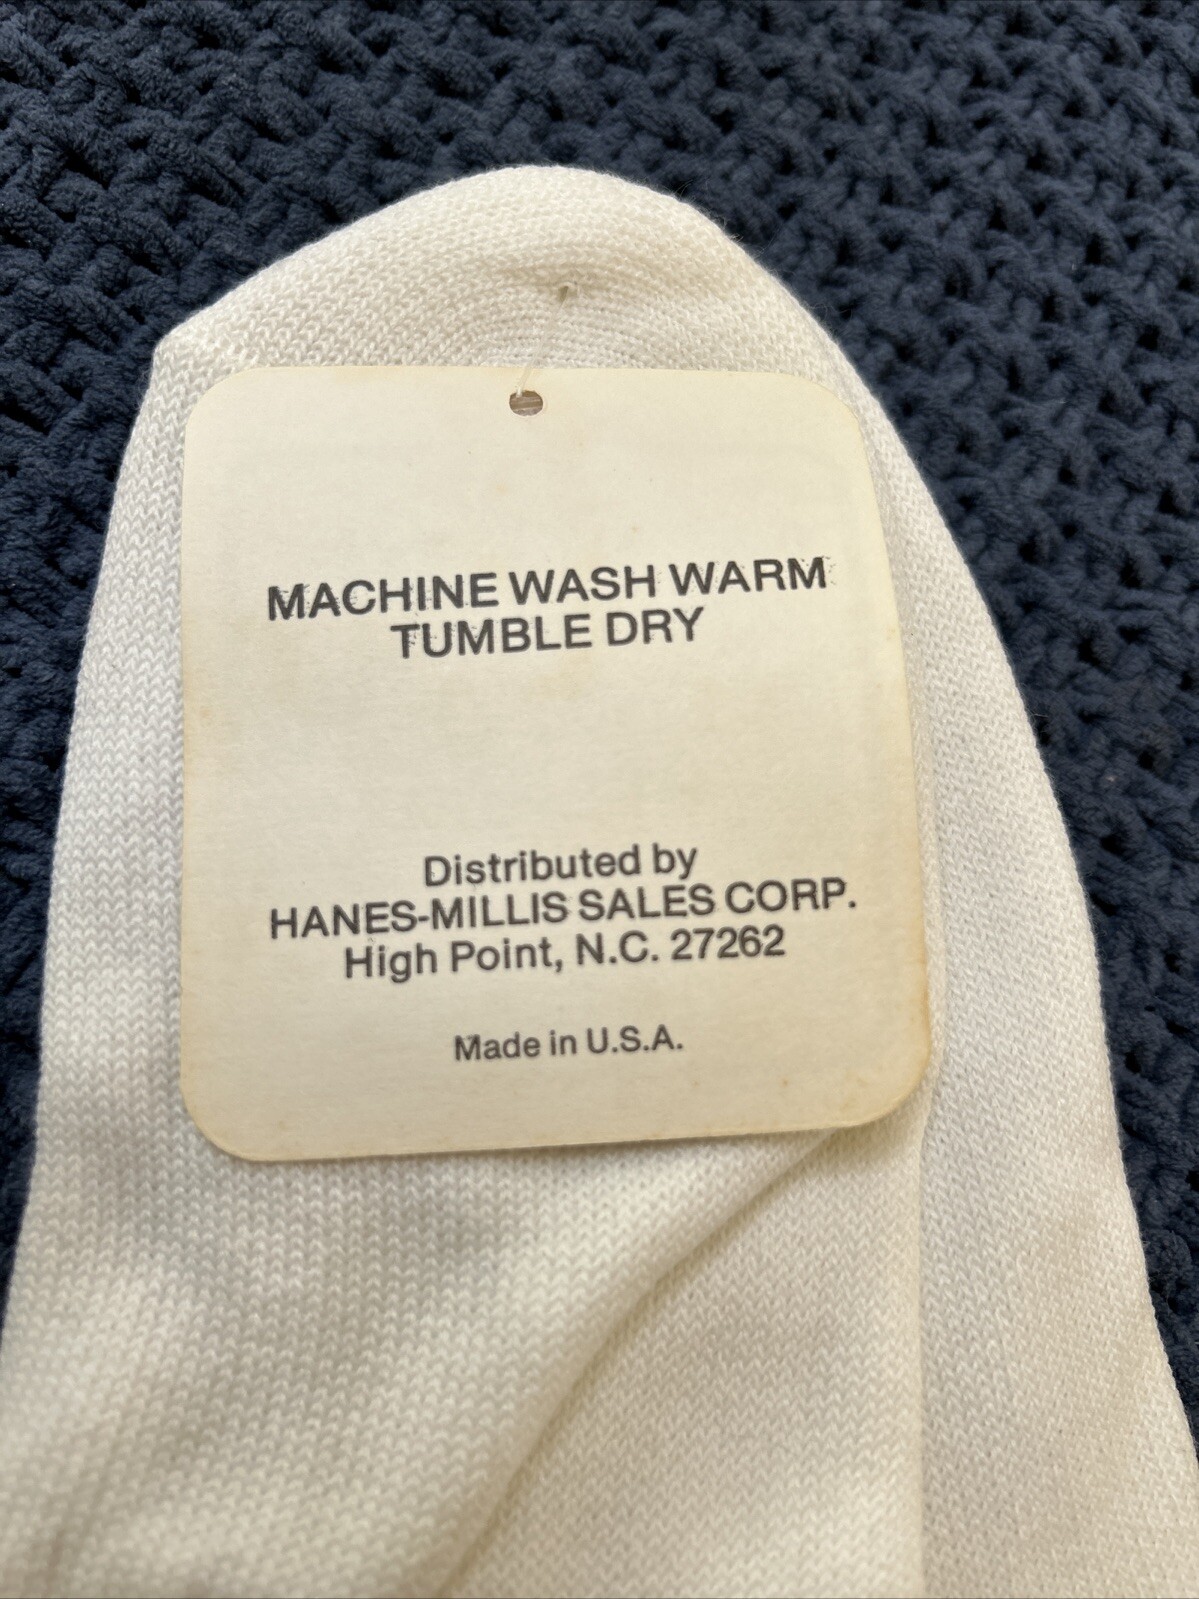 MACHINE WASH WARM
TUMBLE DRY
Distributed by
HANES-MILLIS SALES CORP.
High Point, N.C. 27262
Made in U.S.A.